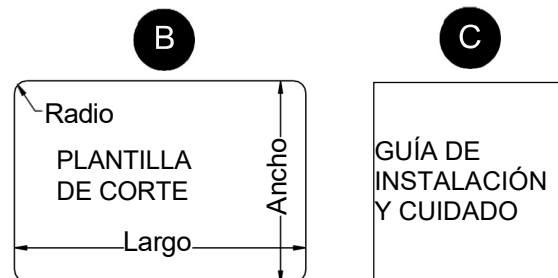 B
C
Radio
PLANTILLA
DE CORTE
Ancho
Largo
GUÍA DE
INSTALACIÓN
Y CUIDADO